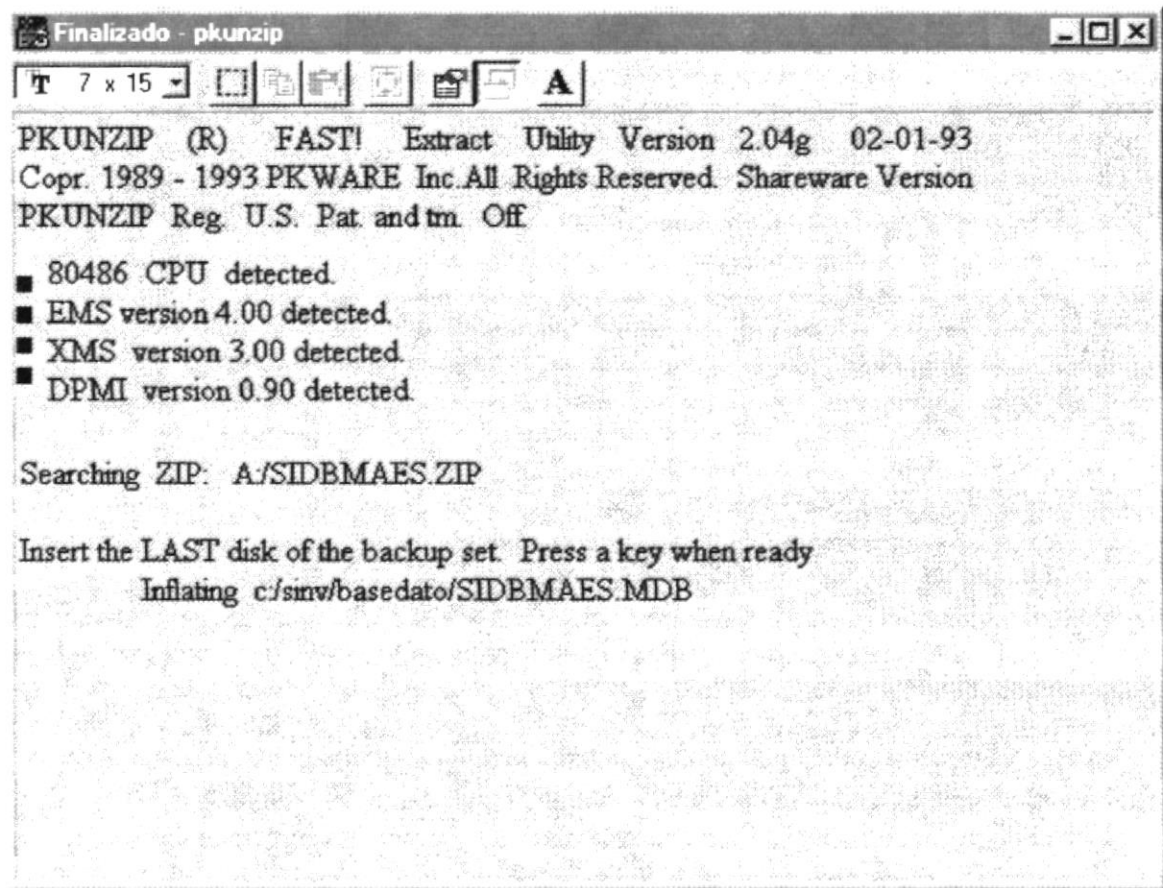 Finalizado - pkunzip
T 7 x 15 A
PKUNZIP (R) FAST! Extract Utility Version 2.04g 02-01-93
Copr. 1989 - 1993 PKWARE Inc.All Rights Reserved. Shareware Version
PKUNZIP Reg. U.S. Pat. and tm. Off.
80486 CPU detected.
EMS version 4.00 detected.
XMS version 3.00 detected.
DPMI version 0.90 detected.
Searching ZIP: A:/SIDBMAES.ZIP
Insert the LAST disk of the backup set. Press a key when ready
Inflating c:/sinv/basedato/SIDBMAES.MDB